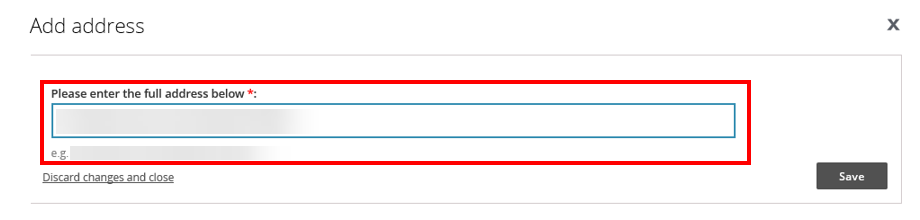 Add address
X
Please enter the full address below *:
e.g.
Discard changes and close
Save